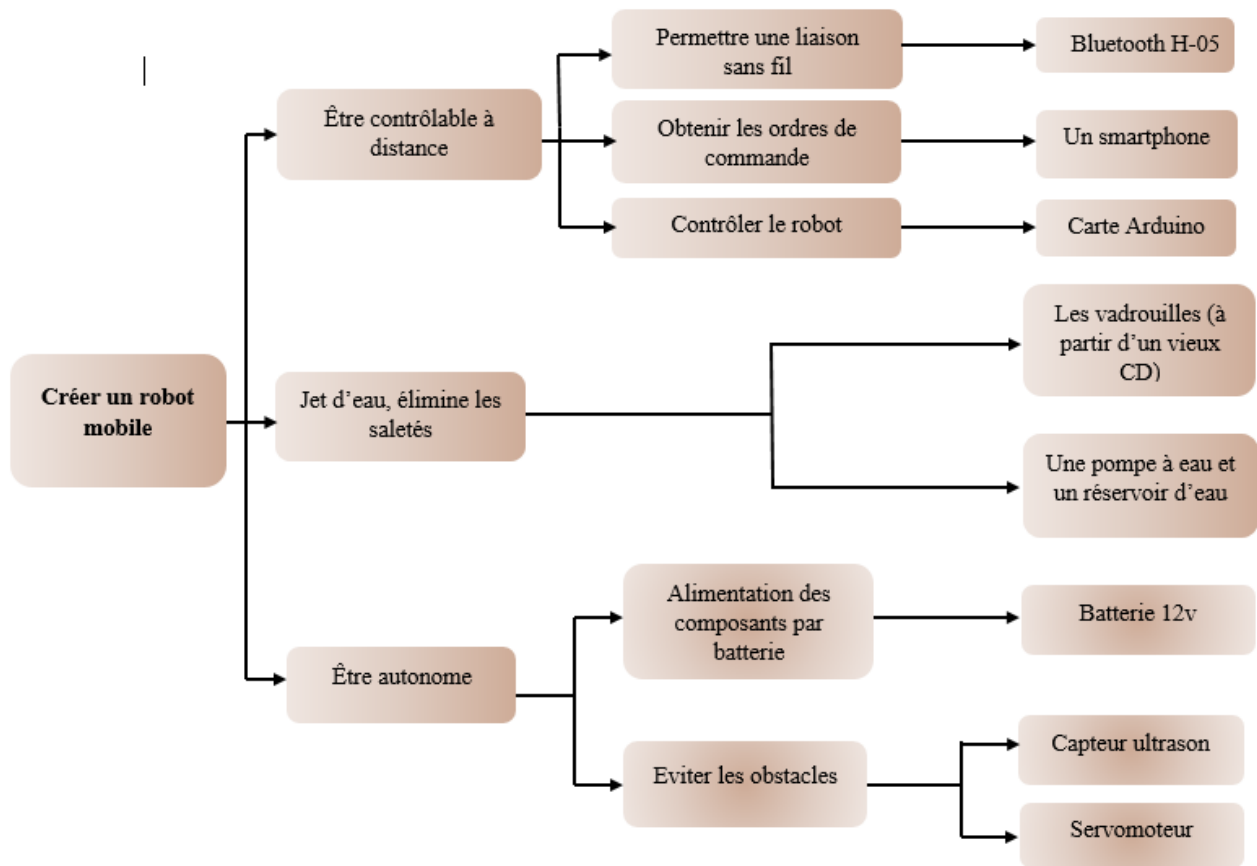 Permettre une liaison
sans fil
Bluetooth H-05
Être contrôlable à
distance
Obtenir les ordres de
commande
Un smartphone
Contrôler le robot
Carte Arduino
Créer un robot
mobile
Jet d’eau, élimine les
saletés
Les vadrouilles (à
partir d’un vieux
CD)
Une pompe à eau et
un réservoir d’eau
Être autonome
Alimentation des
composants par
batterie
Batterie 12v
Eviter les obstacles
Capteur ultrason
Servomoteur